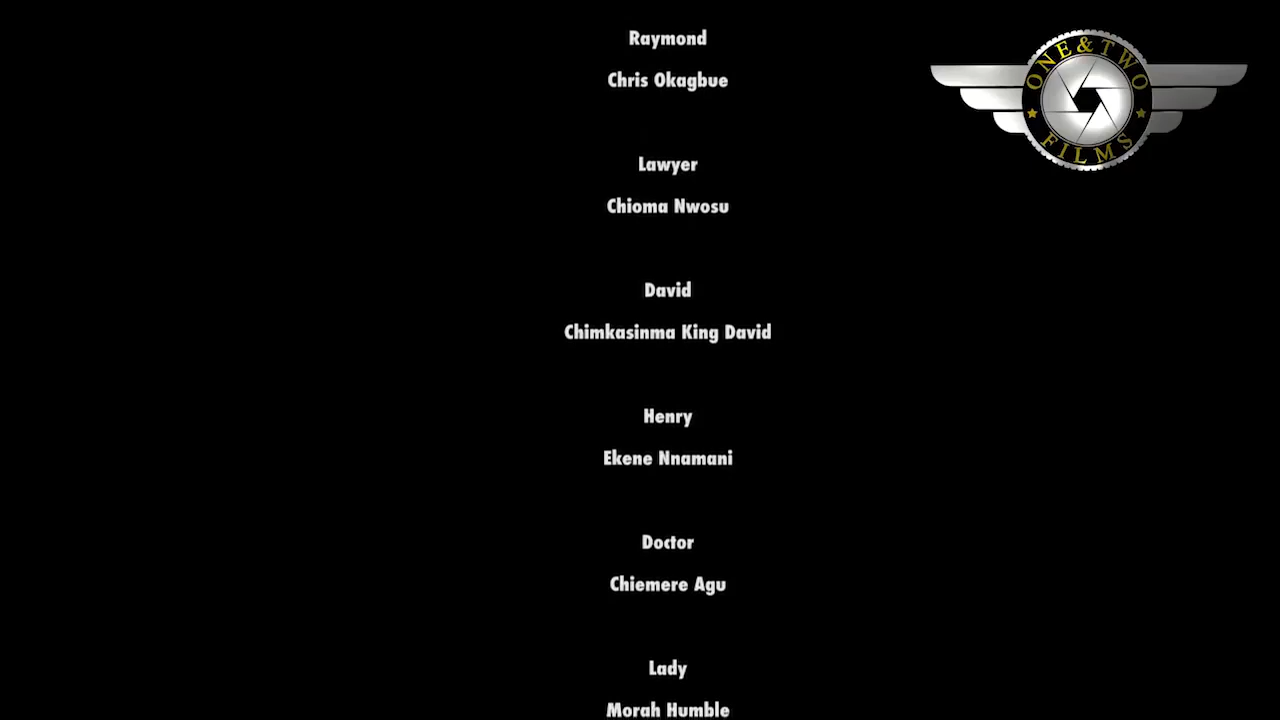 Raymond
Chris Okagbue
Lawyer
Chioma Nwosu
David
Chimkasinma King David
Henry
Ekene Nnamani
Doctor
Chiemere Agu
Lady
Morah Humble
ONE&TWO
FILMS